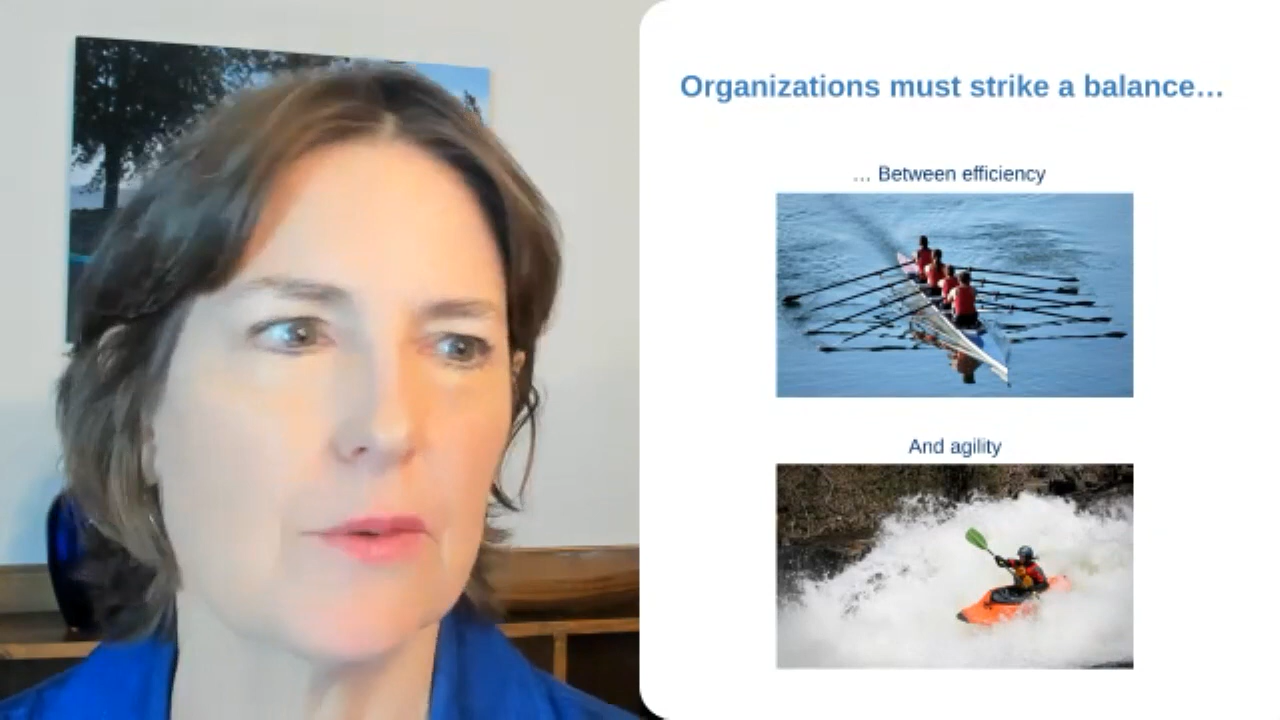 Organizations must strike a balance…
… Between efficiency
And agility